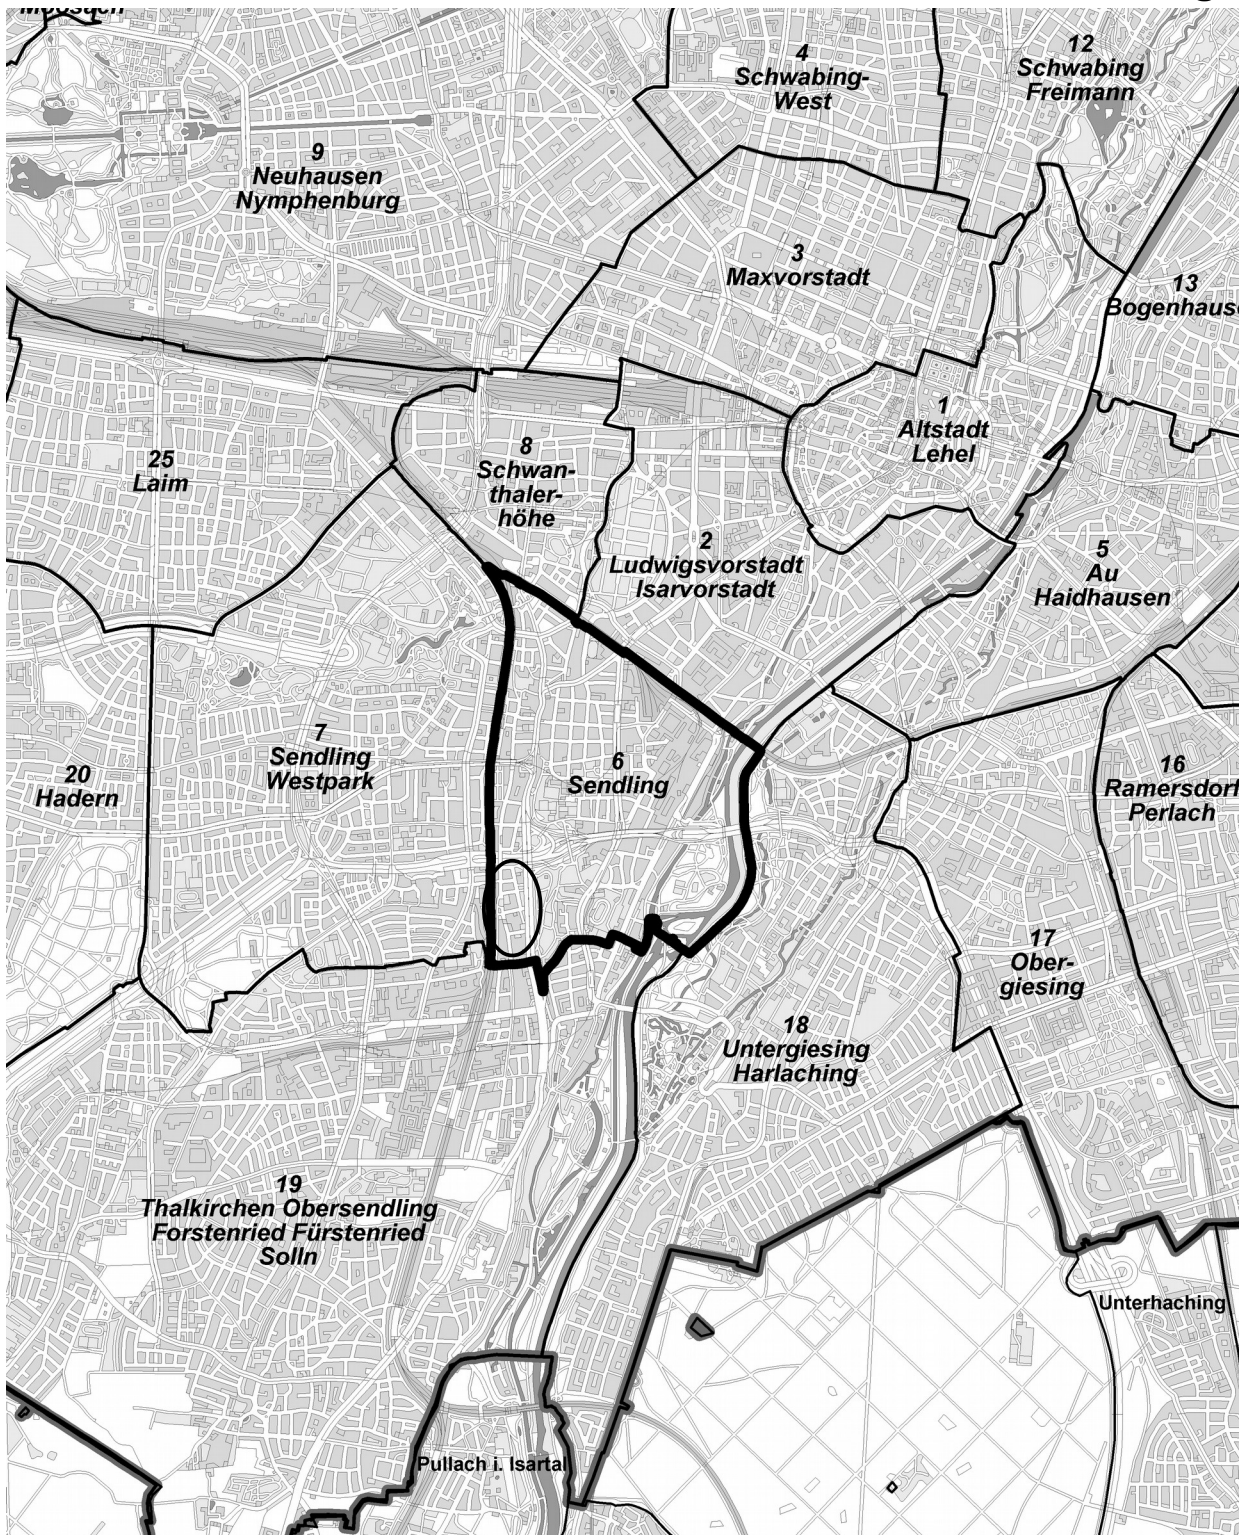 4
Schwabing-
West
12
Schwabing
Freimann
9
Neuhausen
Nymphenburg
3
Maxvorstadt
13
Bogenhause
1
Altstadt
Lehel
8
Schwan-
thaler-
höhe
25
Laim
2
Ludwigsvorstadt
Isarvorstadt
5
Au
Haidhausen
7
Sendling
Westpark
6
Sendling
20
Hadern
16
Ramersdorf
Perlach
17
Ober-
giesing
18
Untergiesing
Harlaching
19
Thalkirchen Obersendling
Forstenried Fürstenried
Solln
Unterhaching
Pullach i. Isartal